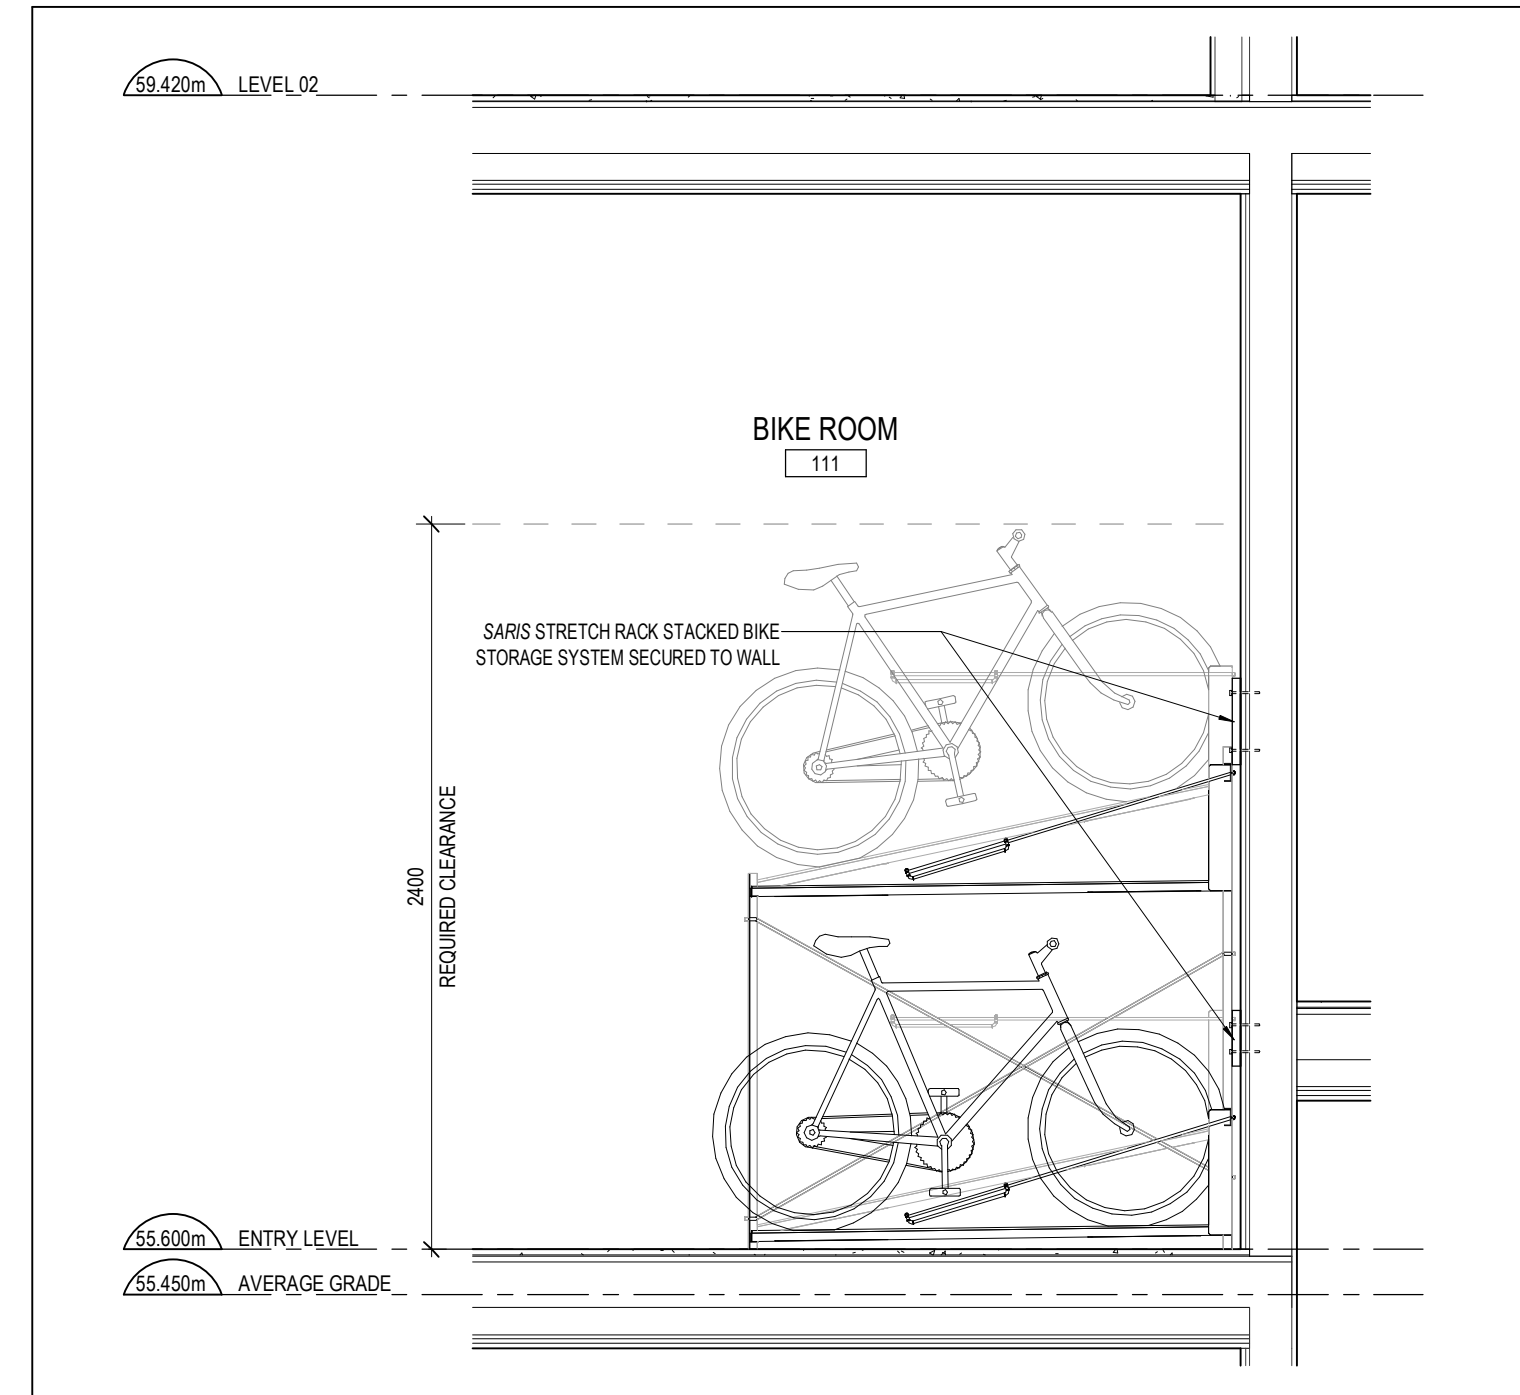 59.420m LEVEL 02
BIKE ROOM
111
SARIS STRETCH RACK STACKED BIKE
STORAGE SYSTEM SECURED TO WALL
2400
REQUIRED CLEARANCE
55.600m ENTRY LEVEL
55.450m AVERAGE GRADE